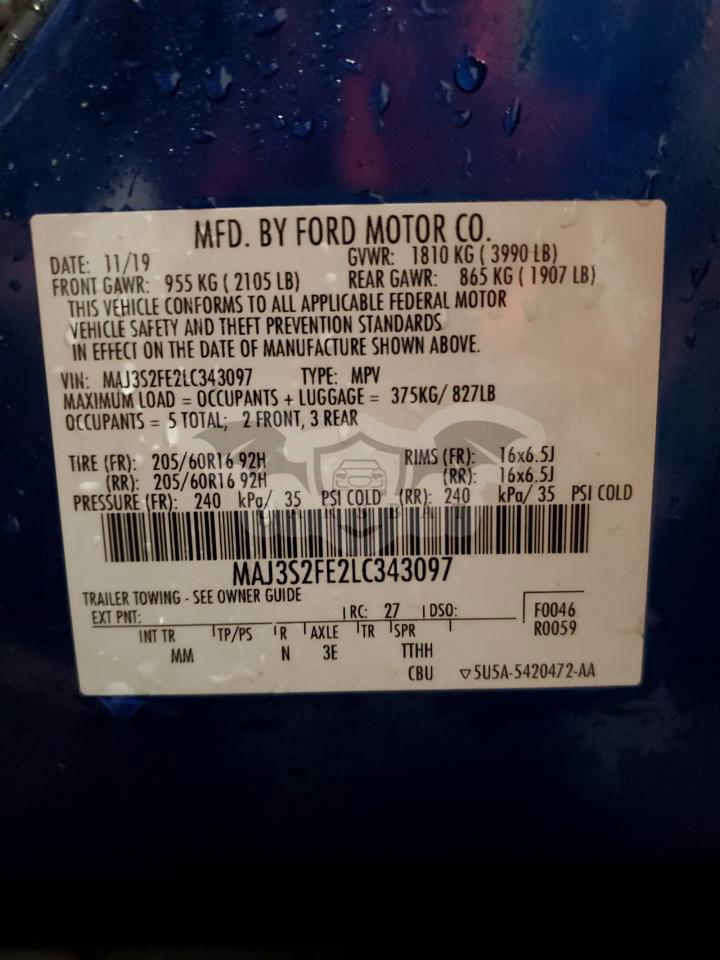 MFD. BY FORD MOTOR CO.
DATE: 11/19 GVWR: 1810 KG ( 3990 LB)
FRONT GAWR: 955 KG ( 2105 LB) REAR GAWR: 865 KG ( 1907 LB)
THIS VEHICLE CONFORMS TO ALL APPLICABLE FEDERAL MOTOR
VEHICLE SAFETY AND THEFT PREVENTION STANDARDS
IN EFFECT ON THE DATE OF MANUFACTURE SHOWN ABOVE.
VIN: MAJ3S2FE2LC343097 TYPE: MPV
MAXIMUM LOAD = OCCUPANTS + LUGGAGE = 375KG/ 827LB
OCCUPANTS = 5 TOTAL; 2 FRONT, 3 REAR
TIRE (FR): 205/60R16 92H RIMS (FR): 16x6.5J
(RR): 205/60R16 92H (RR): 16x6.5J
PRESSURE (FR): 240 kPa/ 35 PSI COLD (RR): 240 kPa/ 35 PSI COLD
MAJ3S2FE2LC343097
TRAILER TOWING - SEE OWNER GUIDE
EXT PNT: RC: 27 DSO: F0046
INT TR TP/PS R AXLE TR SPR R0059
MM N 3E TTHH
CBU 5U5A-5420472-AA